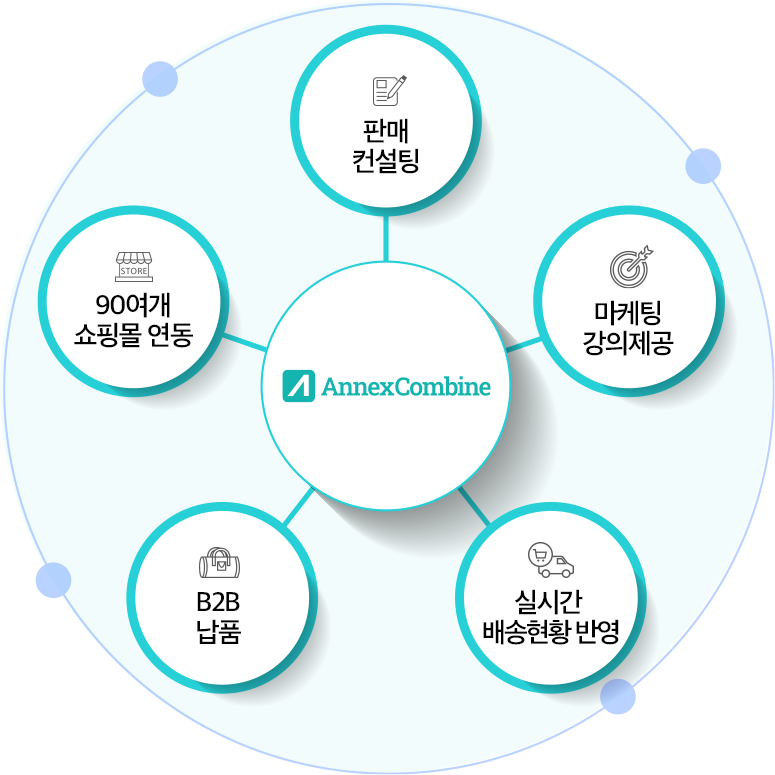 판매
컨설팅
STORE
90여개
쇼핑몰 연동
마케팅
강의제공
AnnexCombine
B2B
납품
실시간
배송현황 반영